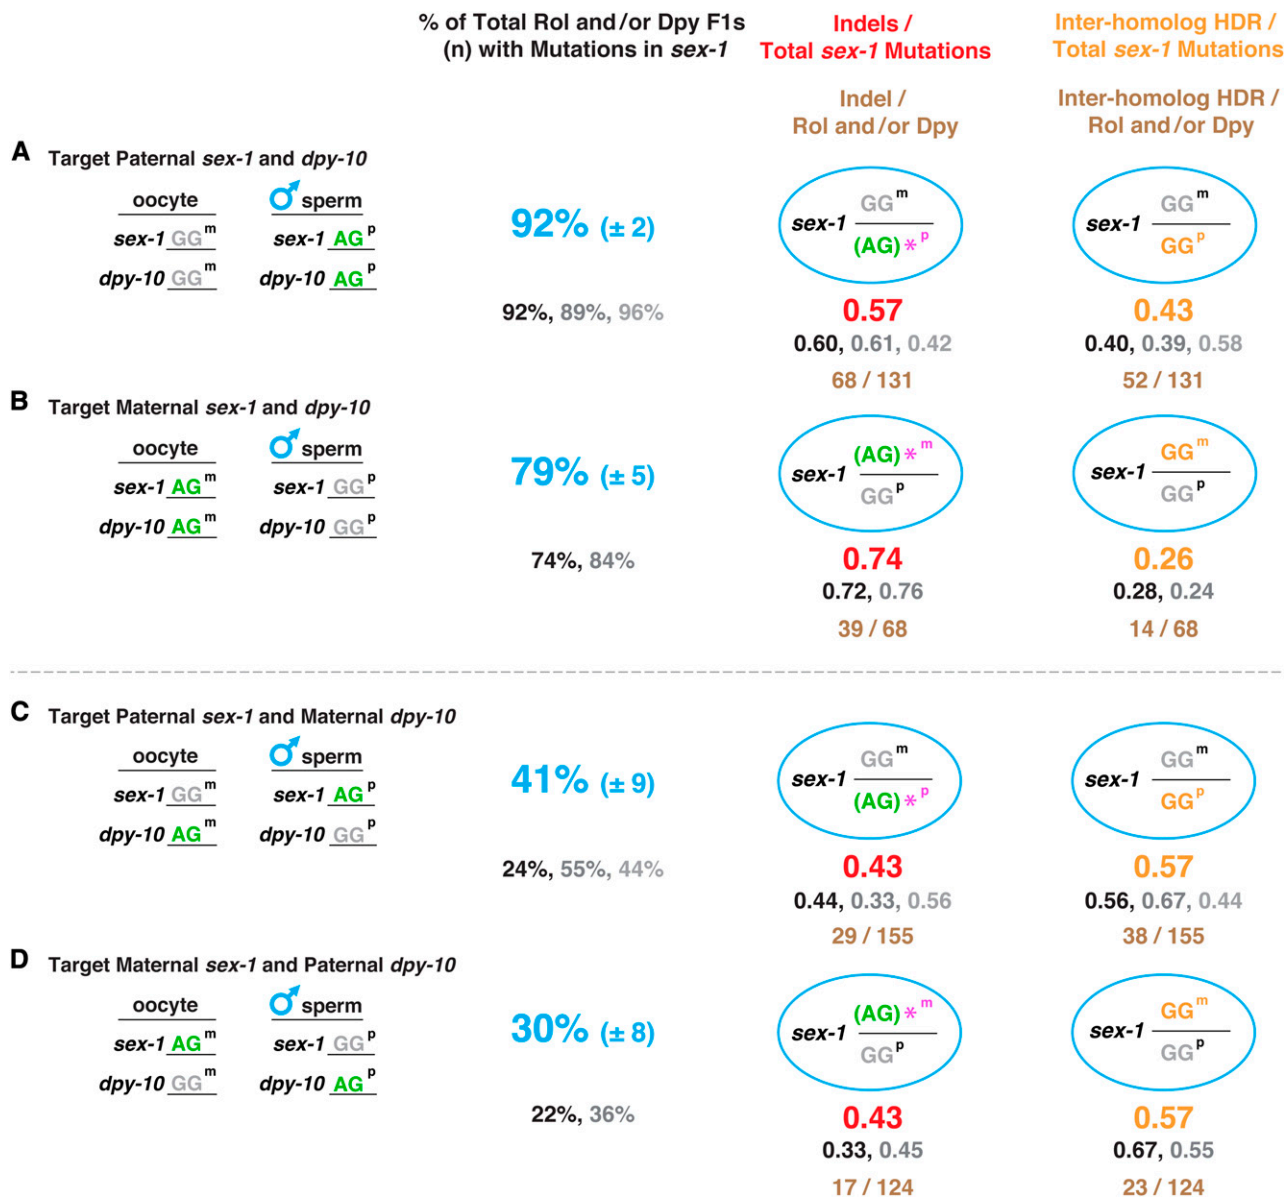 % of Total Rol and/or Dpy F1s
(n) with Mutations in sex-1
Indels /
Total sex-1 Mutations
Inter-homolog HDR /
Total sex-1 Mutations
Indel /
Rol and/or Dpy
Inter-homolog HDR /
Rol and/or Dpy
A Target Paternal sex-1 and dpy-10
oocyte ♂ sperm
sex-1 GG m sex-1 AG p
dpy-10 GG m dpy-10 AG p
92% (± 2)
92%, 89%, 96%
sex-1 GG m
(AG) * p
0.57
0.60, 0.61, 0.42
68 / 131
sex-1 GG m
GG p
0.43
0.40, 0.39, 0.58
52 / 131
B Target Maternal sex-1 and dpy-10
oocyte ♂ sperm
sex-1 AG m sex-1 GG p
dpy-10 AG m dpy-10 GG p
79% (± 5)
74%, 84%
sex-1 (AG) * m
GG p
0.74
0.72, 0.76
39 / 68
sex-1 GG m
GG p
0.26
0.28, 0.24
14 / 68
C Target Paternal sex-1 and Maternal dpy-10
oocyte ♂ sperm
sex-1 GG m sex-1 AG p
dpy-10 AG m dpy-10 GG p
41% (± 9)
24%, 55%, 44%
sex-1 GG m
(AG) * p
0.43
0.44, 0.33, 0.56
29 / 155
sex-1 GG m
GG p
0.57
0.56, 0.67, 0.44
38 / 155
D Target Maternal sex-1 and Paternal dpy-10
oocyte ♂ sperm
sex-1 AG m sex-1 GG p
dpy-10 GG m dpy-10 AG p
30% (± 8)
22%, 36%
sex-1 (AG) * m
GG p
0.43
0.33, 0.45
17 / 124
sex-1 GG m
GG p
0.57
0.67, 0.55
23 / 124